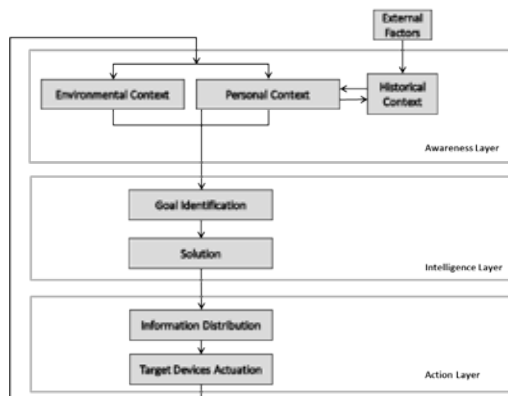 External
Factors
Environmental Context
Personal Context
Historical
Context
Awareness Layer
Goal Identification
Solution
Intelligence Layer
Information Distribution
Target Devices Actuation
Action Layer